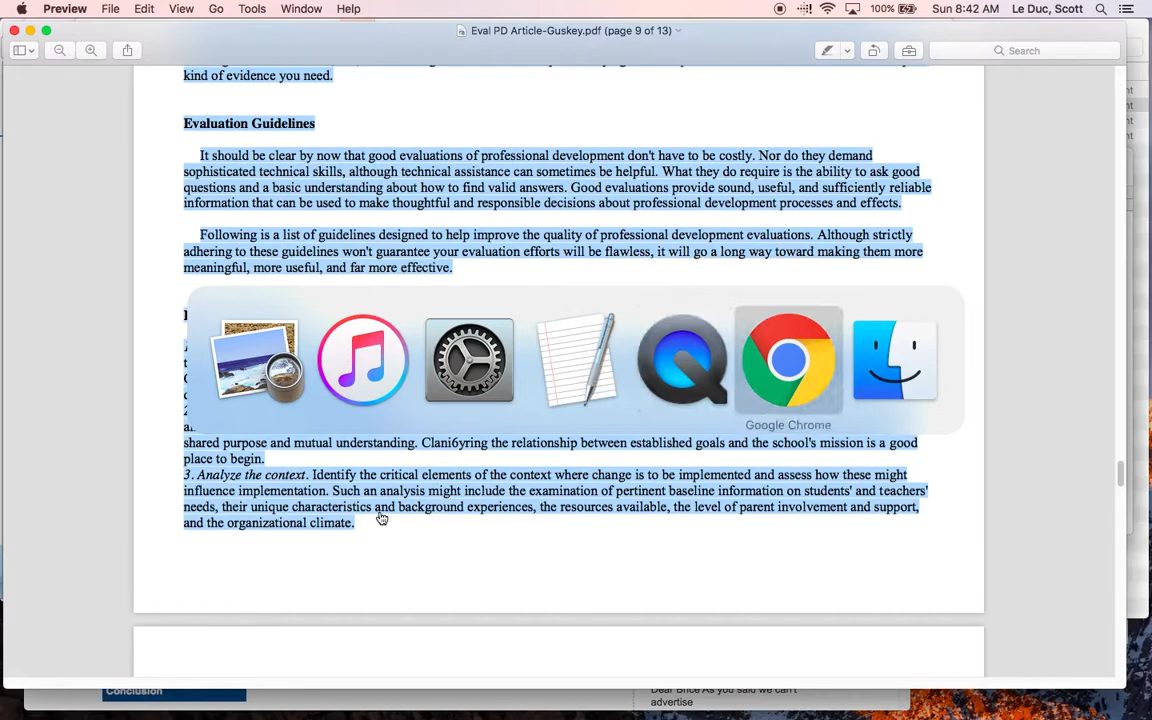 Preview File Edit View Go Tools Window Help 100% Sun 8:42 AM Le Duc, Scott
Eval PD Article-Guskey.pdf (page 9 of 13)
Search
kind of evidence you need.
Evaluation Guidelines
It should be clear by now that good evaluations of professional development don't have to be costly. Nor do they demand
sophisticated technical skills, although technical assistance can sometimes be helpful. What they do require is the ability to ask good
questions and a basic understanding about how to find valid answers. Good evaluations provide sound, useful, and sufficiently reliable
information that can be used to make thoughtful and responsible decisions about professional development processes and effects.
Following is a list of guidelines designed to help improve the quality of professional development evaluations. Although strictly
adhering to these guidelines won't guarantee your evaluation efforts will be flawless, it will go a long way toward making them more
meaningful, more useful, and far more effective.
Google Chrome
shared purpose and mutual understanding. Clani6yring the relationship between established goals and the school's mission is a good
place to begin.
3. Analyze the context. Identify the critical elements of the context where change is to be implemented and assess how these might
influence implementation. Such an analysis might include the examination of pertinent baseline information on students' and teachers'
needs, their unique characteristics and background experiences, the resources available, the level of parent involvement and support,
and the organizational climate.
Conclusion
Dear Brice As you said we can't
advertise